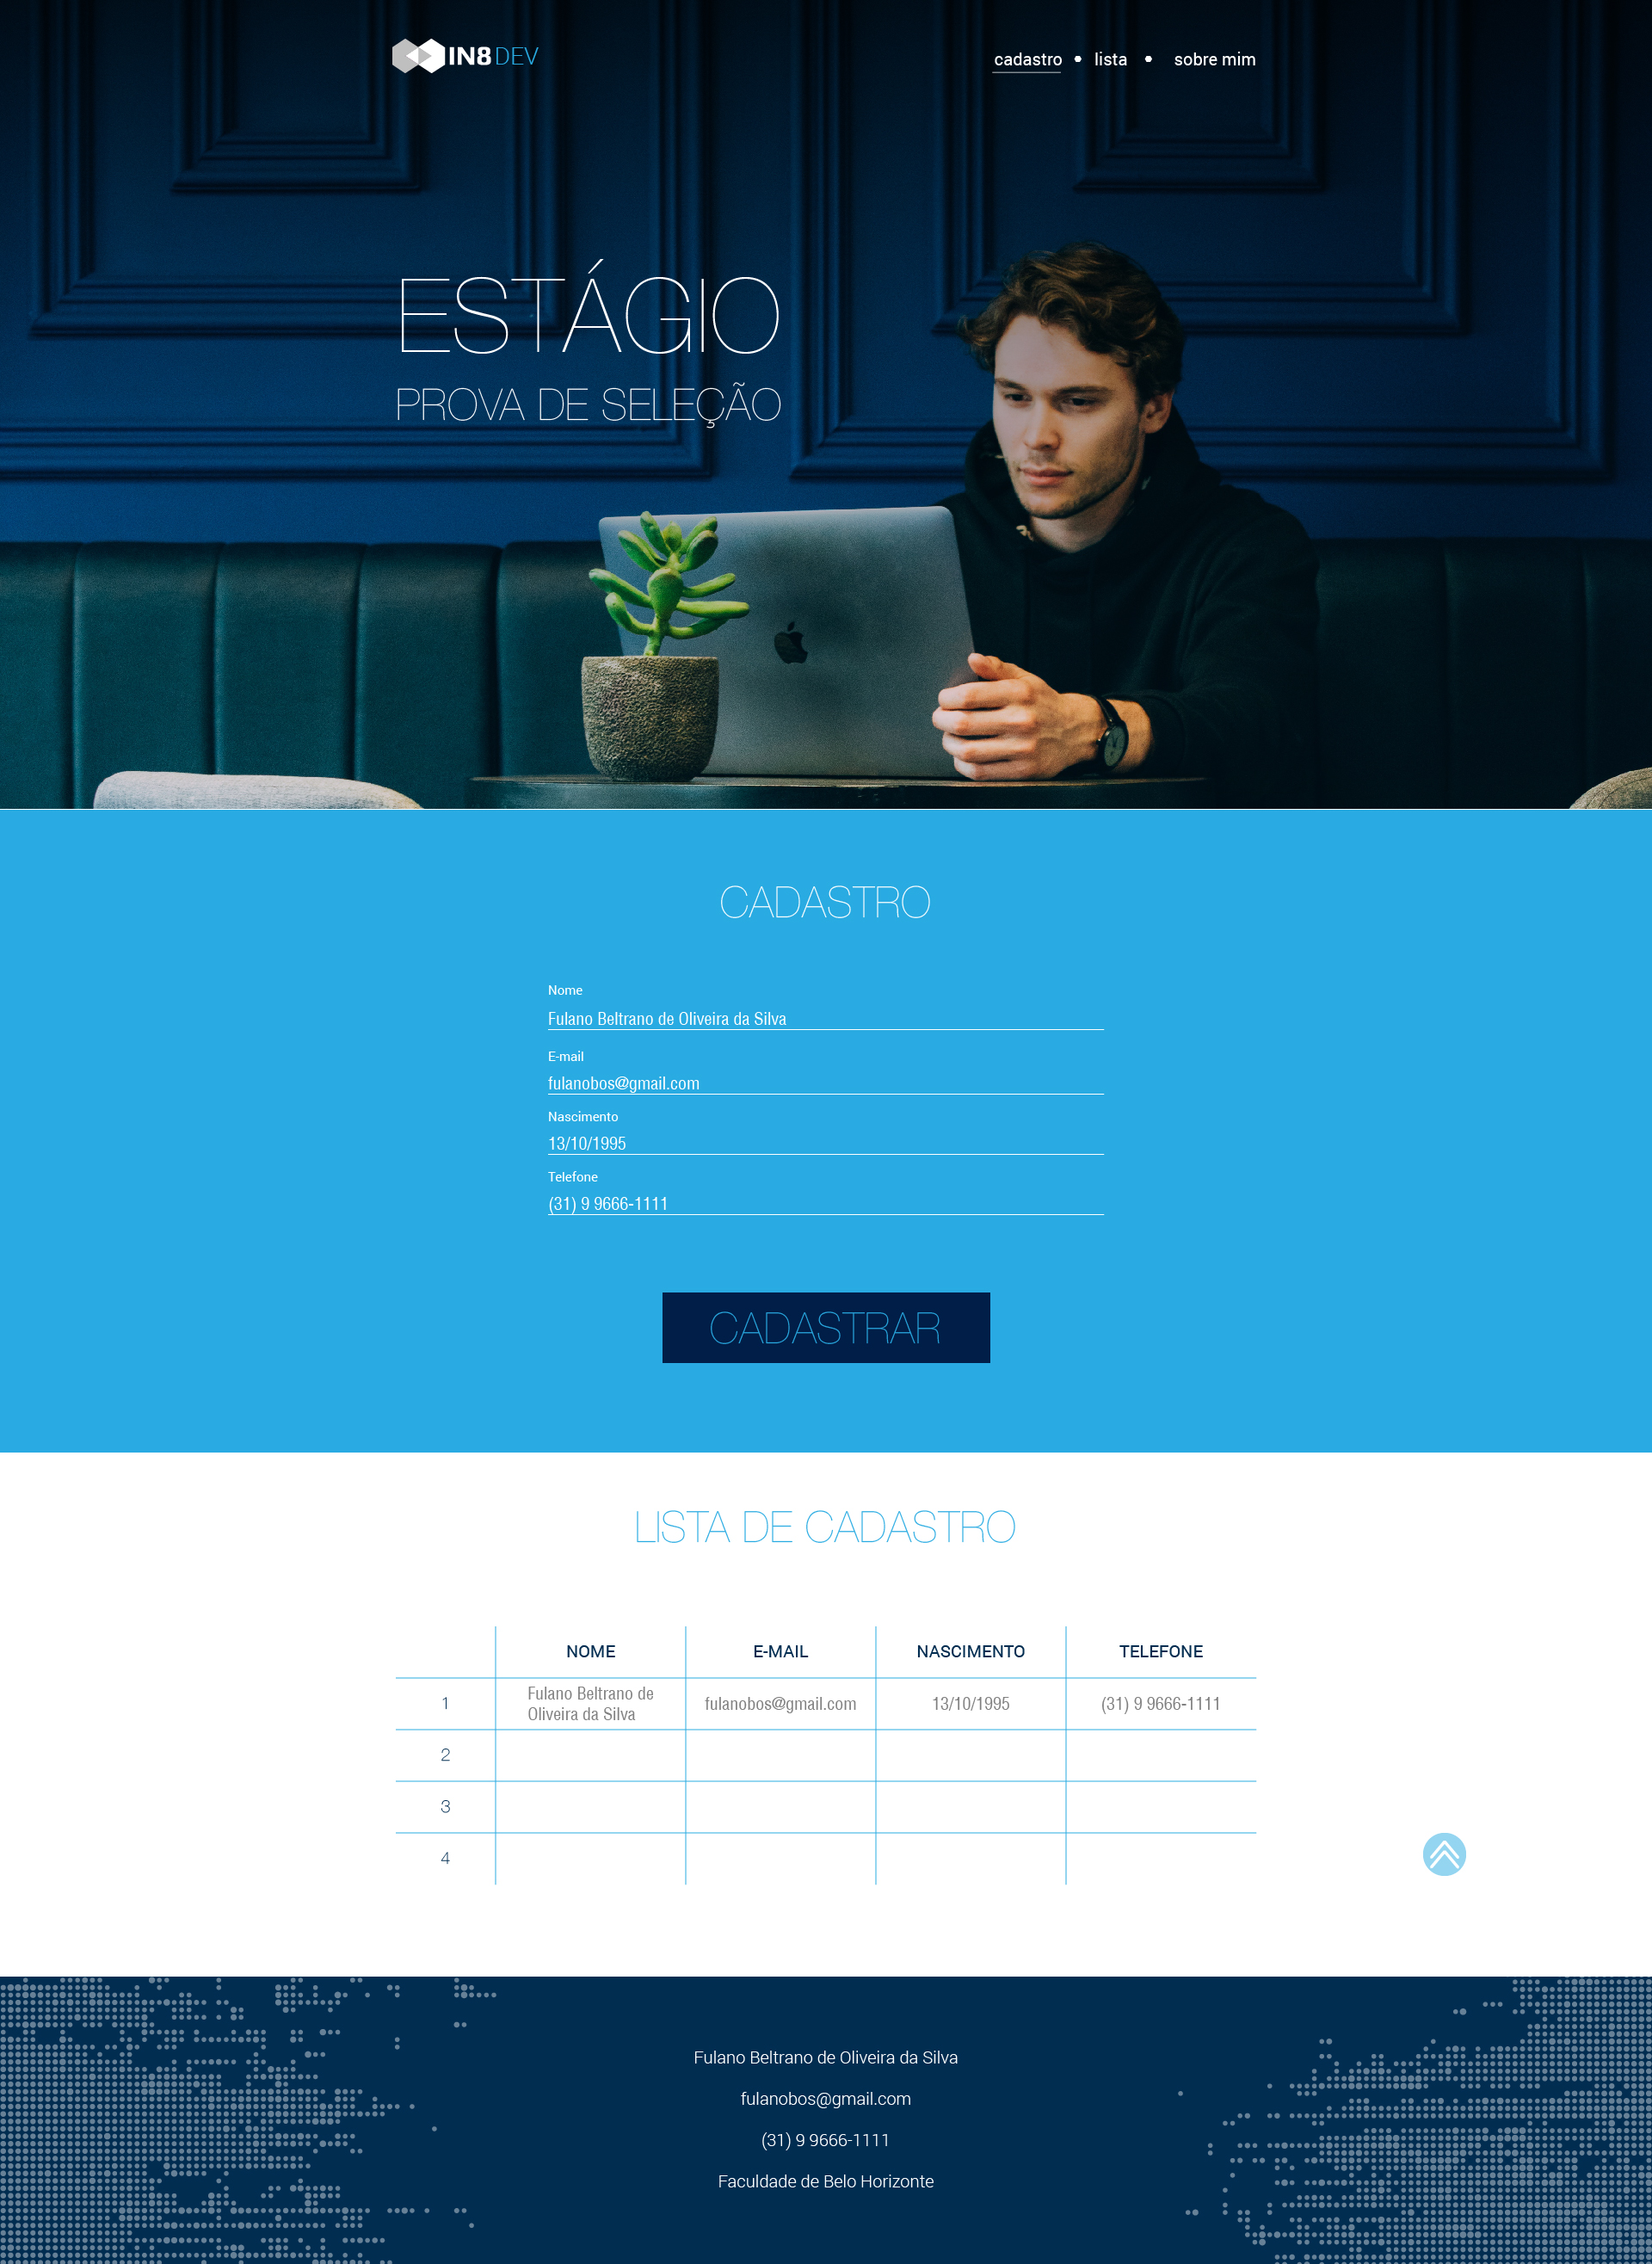 IN8 DEV
cadastro • lista • sobre mim
ESTÁGIO
PROVA DE SELEÇÃO
CADASTRO
Nome
Fulano Beltrano de Oliveira da Silva
E-mail
fulanobos@gmail.com
Nascimento
13/10/1995
Telefone
(31) 9 9666-1111
CADASTRAR
LISTA DE CADASTRO
NOME E-MAIL NASCIMENTO TELEFONE
1 Fulano Beltrano de Oliveira da Silva fulanobos@gmail.com 13/10/1995 (31) 9 9666-1111
2
3
4
Fulano Beltrano de Oliveira da Silva
fulanobos@gmail.com
(31) 9 9666-1111
Faculdade de Belo Horizonte